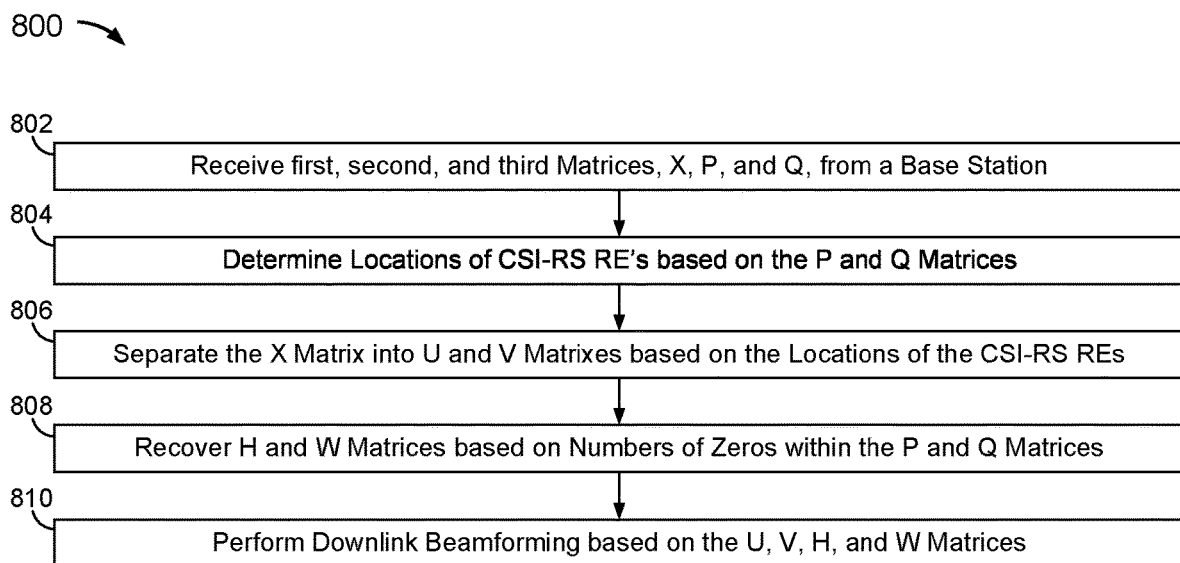 800
802
Receive first, second, and third Matrices, X, P, and Q, from a Base Station
804
Determine Locations of CSI-RS RE's based on the P and Q Matrices
806
Separate the X Matrix into U and V Matrixes based on the Locations of the CSI-RS REs
808
Recover H and W Matrices based on Numbers of Zeros within the P and Q Matrices
810
Perform Downlink Beamforming based on the U, V, H, and W Matrices